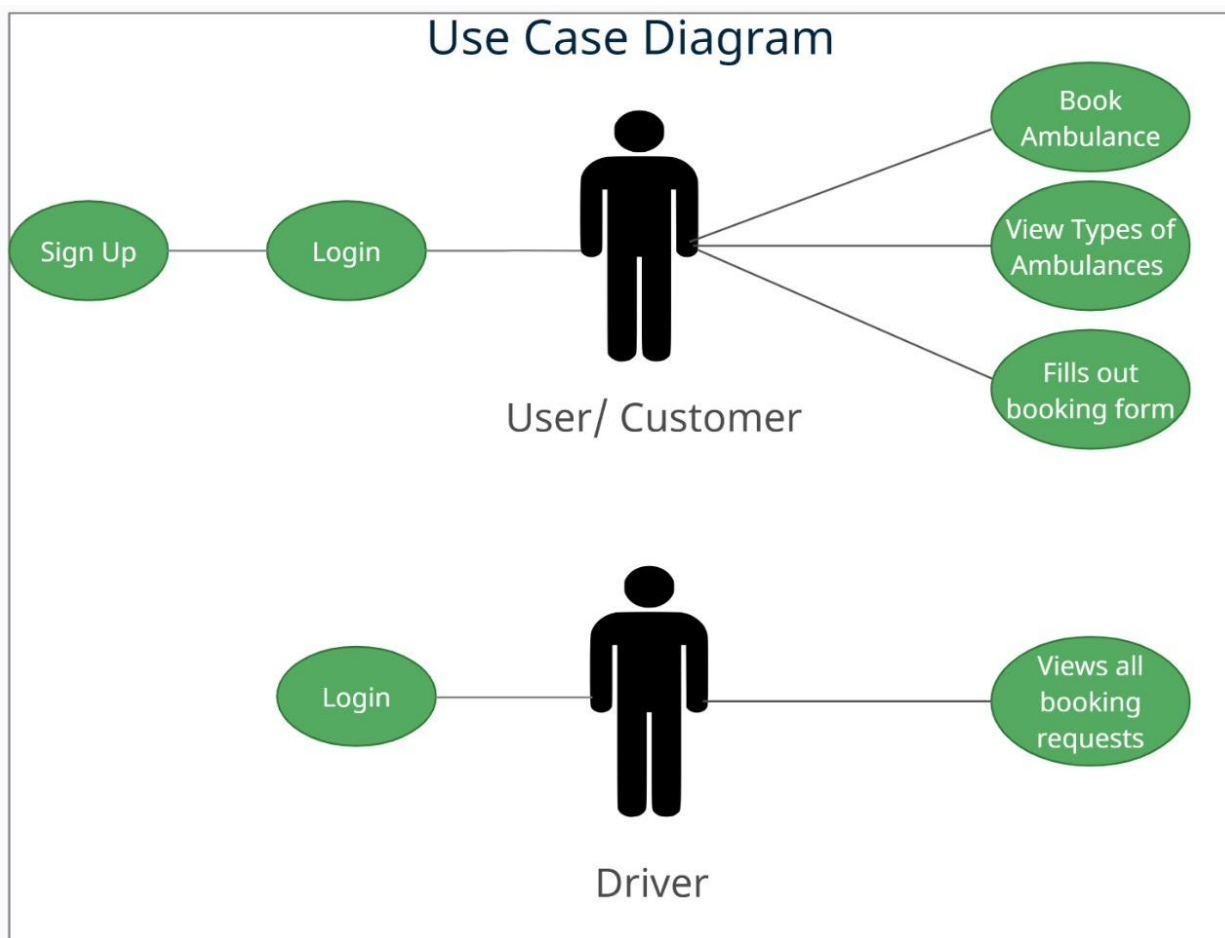 Use Case Diagram
Book
Ambulance
Sign Up
Login
View Types of
Ambulances
Fills out
booking form
User/ Customer
Login
Views all
booking
requests
Driver